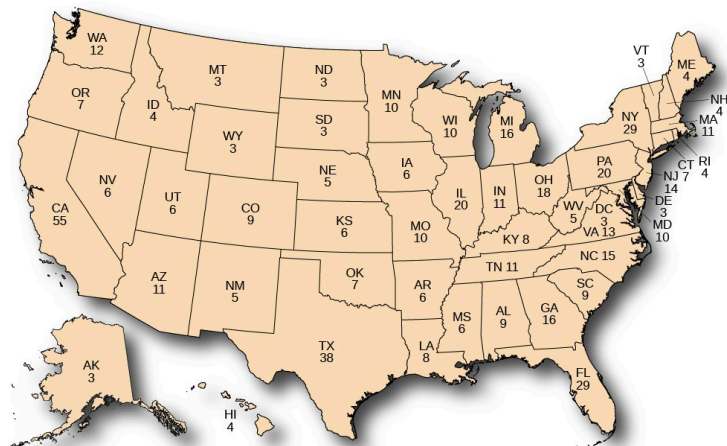 WA
12
OR
7
CA
55
NV
6
ID
4
MT
3
WY
3
UT
6
CO
9
AZ
11
NM
5
ND
3
SD
3
NE
5
KS
6
OK
7
TX
38
MN
10
IA
6
MO
10
AR
6
LA
8
WI
10
IL
20
MI
16
IN
11
OH
18
KY 8
TN 11
MS
6
AL
9
GA
16
FL
29
SC
9
NC 15
VA 13
WV
5
DC
3
PA
20
NY
29
VT
3
ME
4
NH
4
MA
11
RI
4
CT
7
NJ
14
DE
3
MD
10
AK
3
HI
4